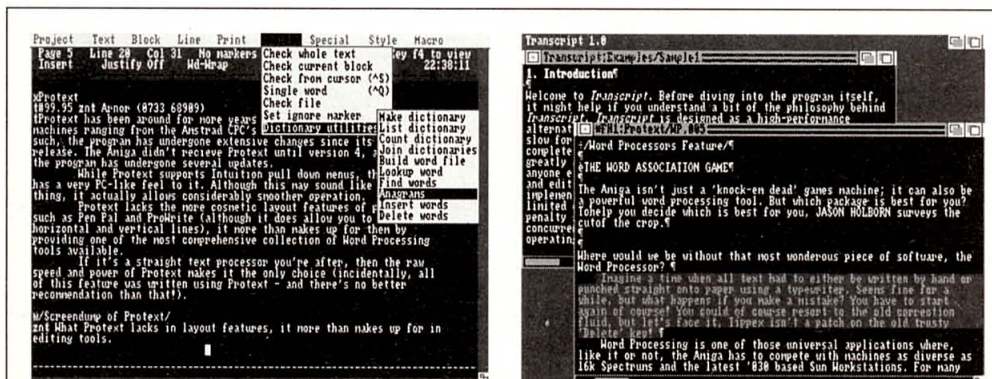 Project Text Block Line Print Special Style Macro
Page 5 Line 20 Col 31 No markers ey f4 to view
Insert Justify Off Wd-Wrap 22:38:11
Check whole text
Check current block
Check from cursor (^S)
Single word (^Q)
Check file
Set ignore marker
Dictionary utilities
Make dictionary
List dictionary
Count dictionary
Join dictionaries
Build word file
Lookup word
Find words
Anagrams
Insert words
Delete words
xProtext
t#99.95 znt Arnor (0733 68909)
tProtext has been around for more years
machines ranging from the Amstrad CPC's
such, the program has undergone extensive changes since its
release. The Amiga didn't recieve Protext until version 4, a
the program has undergone several updates.
While Protext supports Intuition pull down menus, th
has a very PC-like feel to it. Although this may sound like
thing, it actually allows considerably smoother operation.
Protext lacks the more cosmetic layout features of p
such as Pen Pal and ProWrite (although it does allow you to
horizontal and vertical lines), it more than makes up for them by
providing one of the most comprehensive collection of Word Processing
tools available.
If it's a straight text processor you're after, then the raw
speed and power of Protext makes it the only choice (incidentally, all
of this feature was written using Protext - and there's no better
recommendation than that!).
W/Screendump of Protext/
znt What Protext lacks in layout features, it more than makes up for in
editing tools.
Transcript 1.0
Transcript:Examples/Sample1
1. Introduction¶
¶
Welcome to Transcript. Before diving into the program itself,
it might help if you understand a bit of the philosophy behind
Transcript. Transcript is designed as a high-performance
alternat
slow for
complete
greatly
anyone e
and edit
implemen
limited
penalty
concurre
operatin
WFH1:Protext/WP.005
/Word Processors Feature/¶
¶
THE WORD ASSOCIATION GAME¶
¶
The Amiga isn't just a 'knock-em dead' games machine; it can also be
a powerful word processing tool. But which package is best for you?
Tohelp you decide which is best for you, JASON HOLBORN surveys the
cutof the crop.¶
¶
¶
Where would we be without that most wonderous piece of software, the
Word Processor? ¶
Imagine a time when all text had to either be written by hand or
punched straight onto paper using a typewriter. Seems fine for a
while, but what happens if you make a mistake? You have to start
again of course! You could of course resort to the old correction
fluid, but let's face it, Tippex isn't a patch on the old trusty
'Delete' key! ¶
Word Processing is one of those universal applications where,
like it or not, the Amiga has to compete with machines as diverse as
16k Spectrums and the latest '030 based Sun Workstations. For many